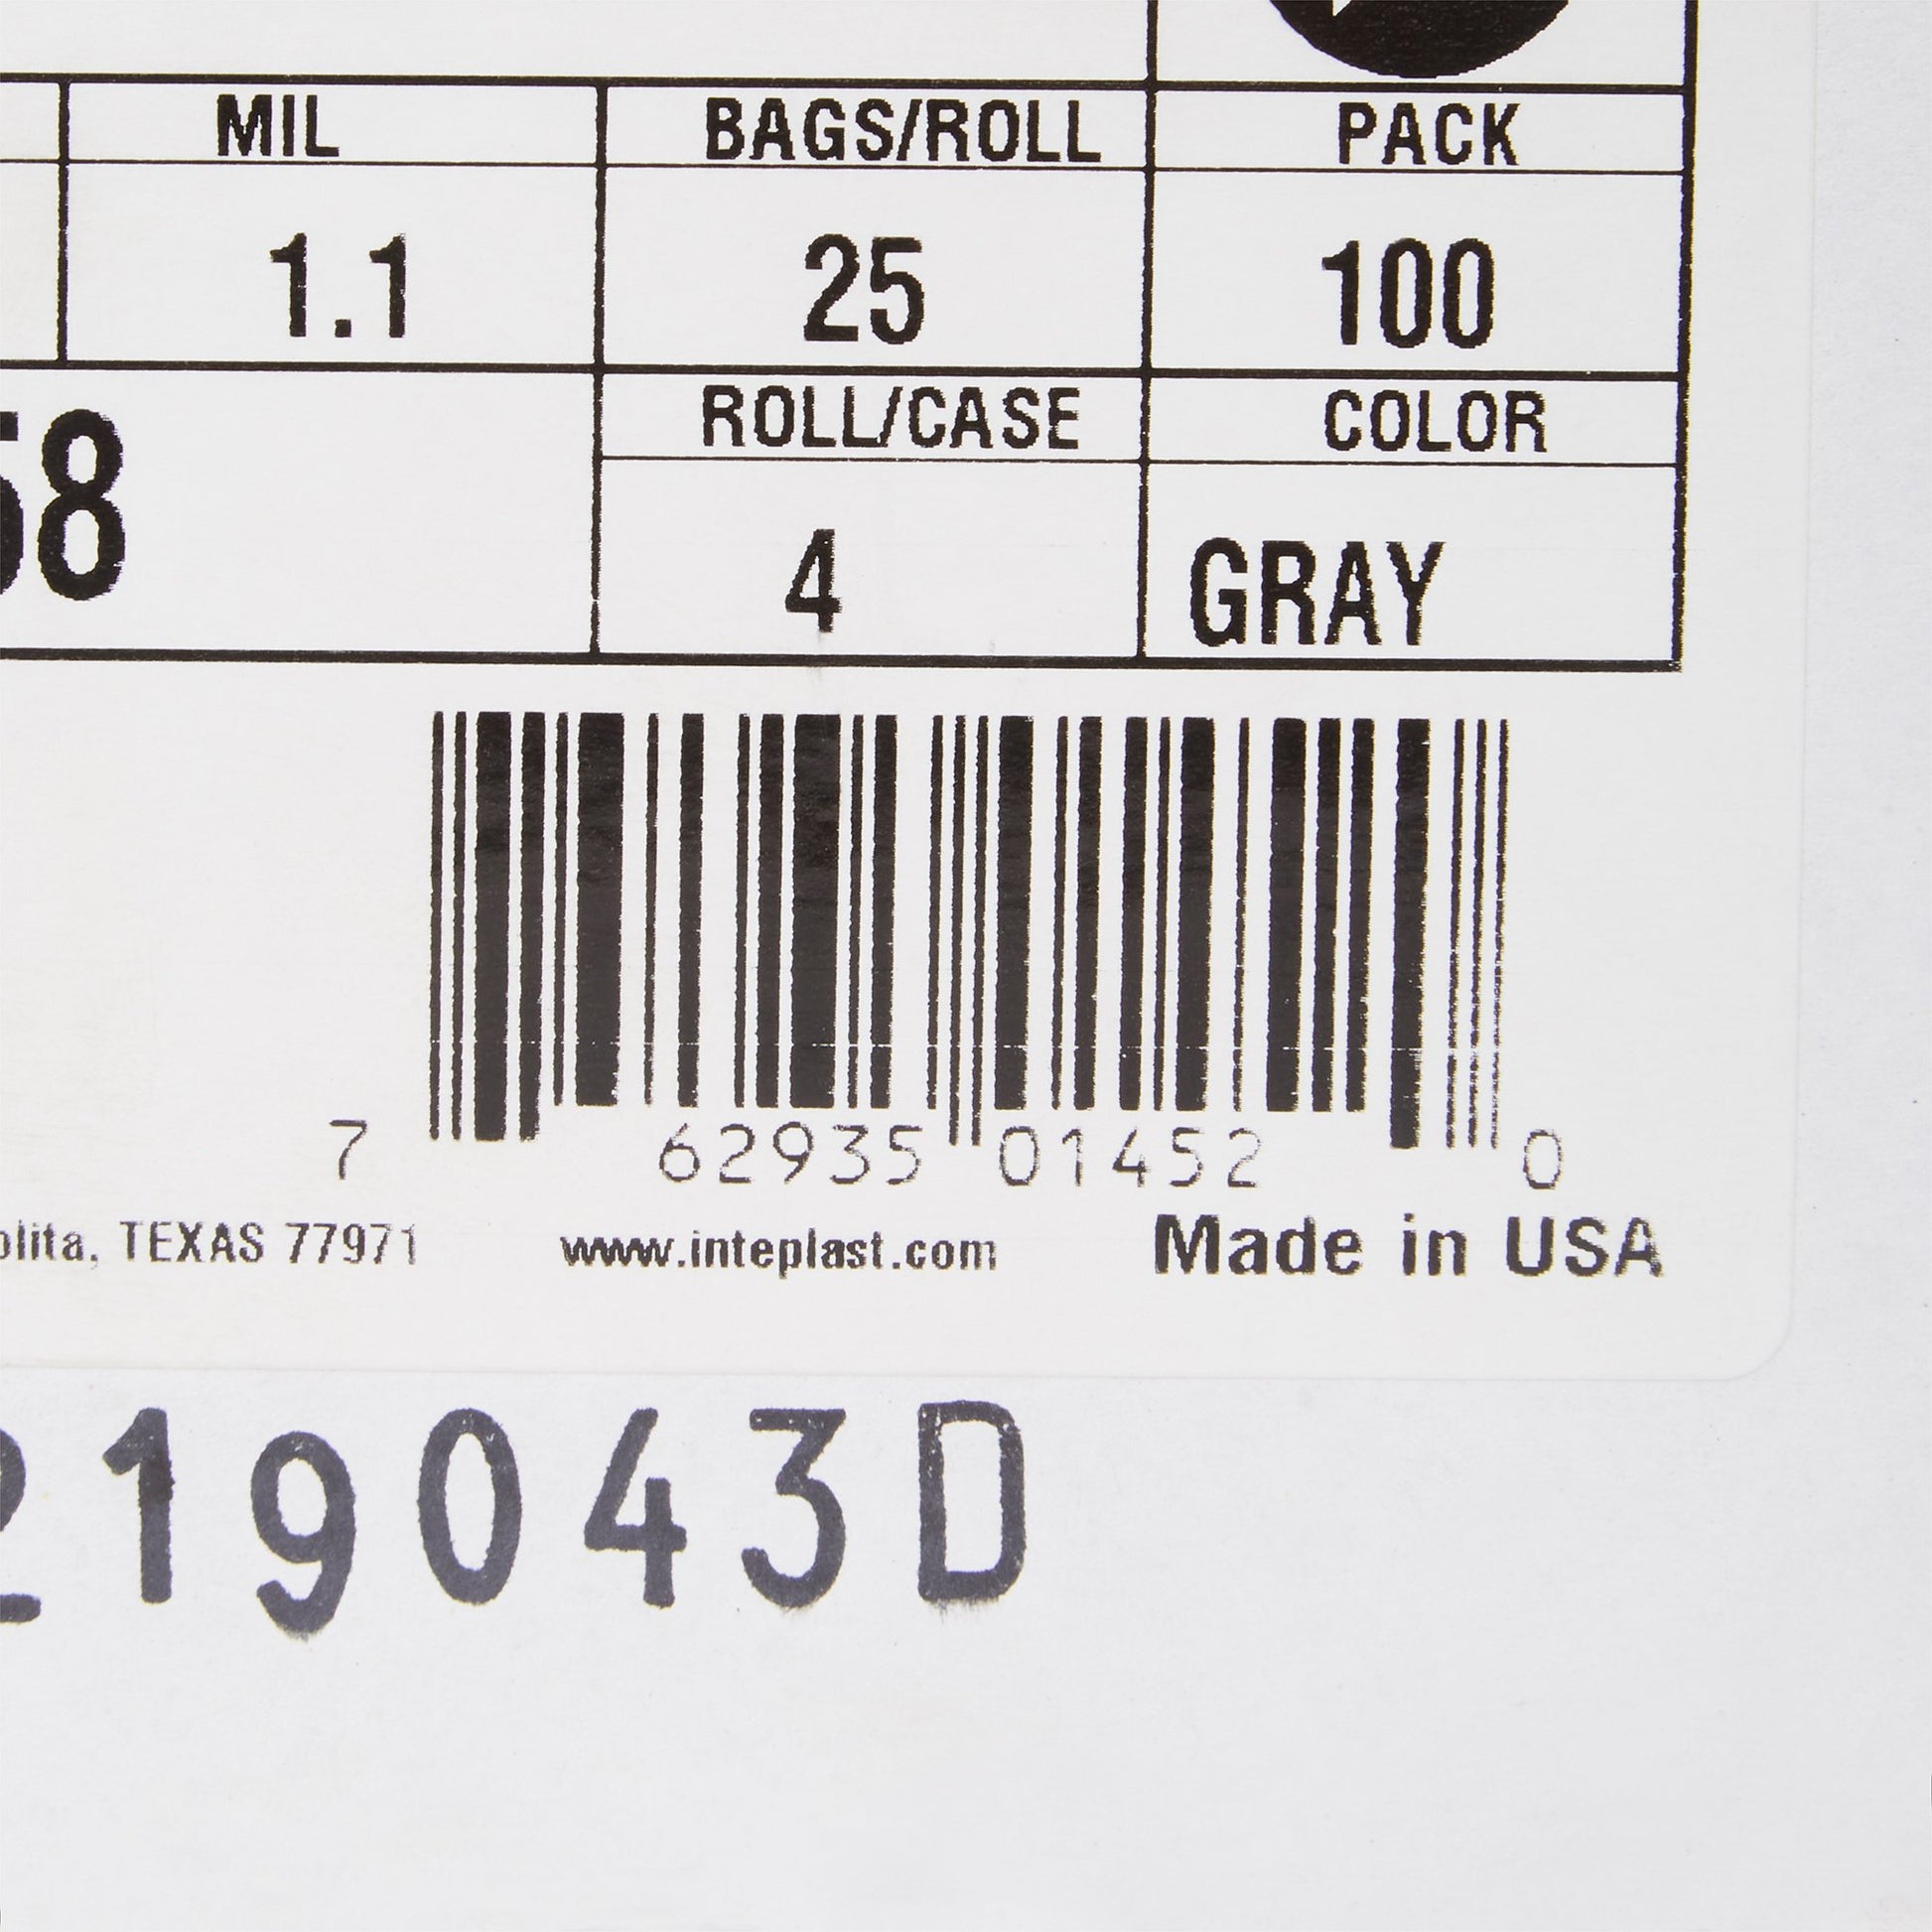 MIL BAGS/ROLL PACK
1.1 25 100
ROLL/CASE COLOR
58 4 GRAY
7 62935 01452 0
olita, TEXAS 77971 www.inteplast.com Made in USA
219043D